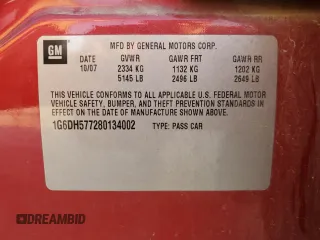 GM
MFD BY GENERAL MOTORS CORP.
DATE GVWR GAWR FRT GAWR RR
10/07 2334 KG 1132 KG 1202 KG
5145 LB 2496 LB 2649 LB
THIS VEHICLE CONFORMS TO ALL APPLICABLE U.S. FEDERAL MOTOR
VEHICLE SAFETY, BUMPER, AND THEFT PREVENTION STANDARDS IN
EFFECT ON THE DATE OF MANUFACTURE SHOWN ABOVE.
1G6DH577280134002 TYPE: PASS CAR
DREAMBID